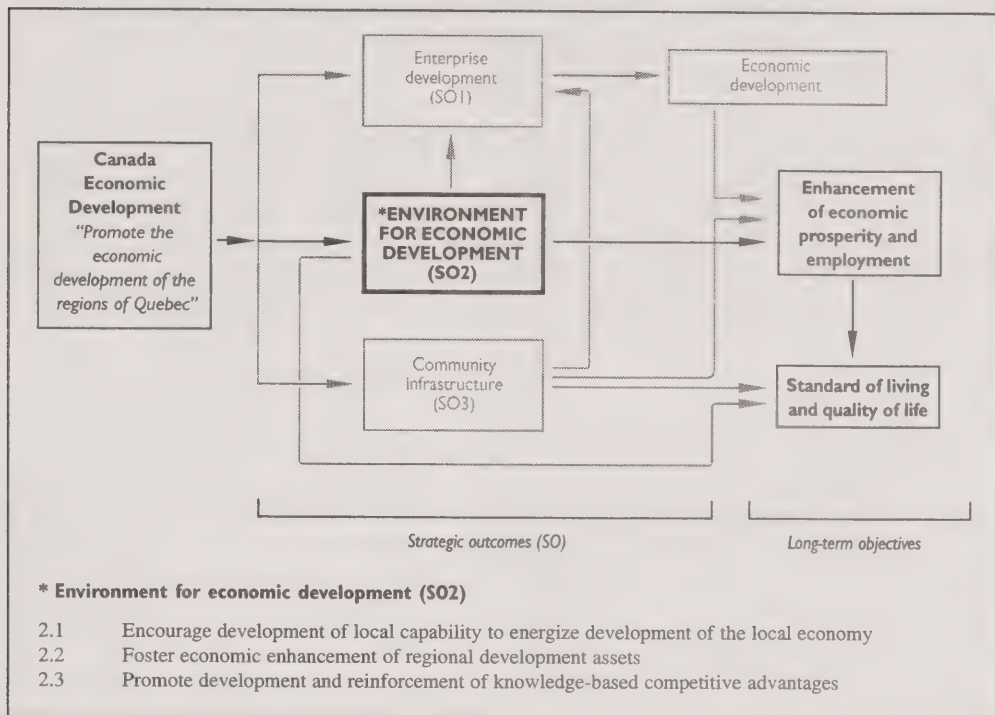 Enterprise
development
(SO1)
Economic
development
Canada
Economic
Development
"Promote the
economic
development of the
regions of Quebec"
*ENVIRONMENT
FOR ECONOMIC
DEVELOPMENT
(SO2)
Enhancement
of economic
prosperity and
employment
Community
infrastructure
(SO3)
Standard of living
and quality of life
Strategic outcomes (SO)
Long-term objectives
* Environment for economic development (SO2)
2.1 Encourage development of local capability to energize development of the local economy
2.2 Foster economic enhancement of regional development assets
2.3 Promote development and reinforcement of knowledge-based competitive advantages